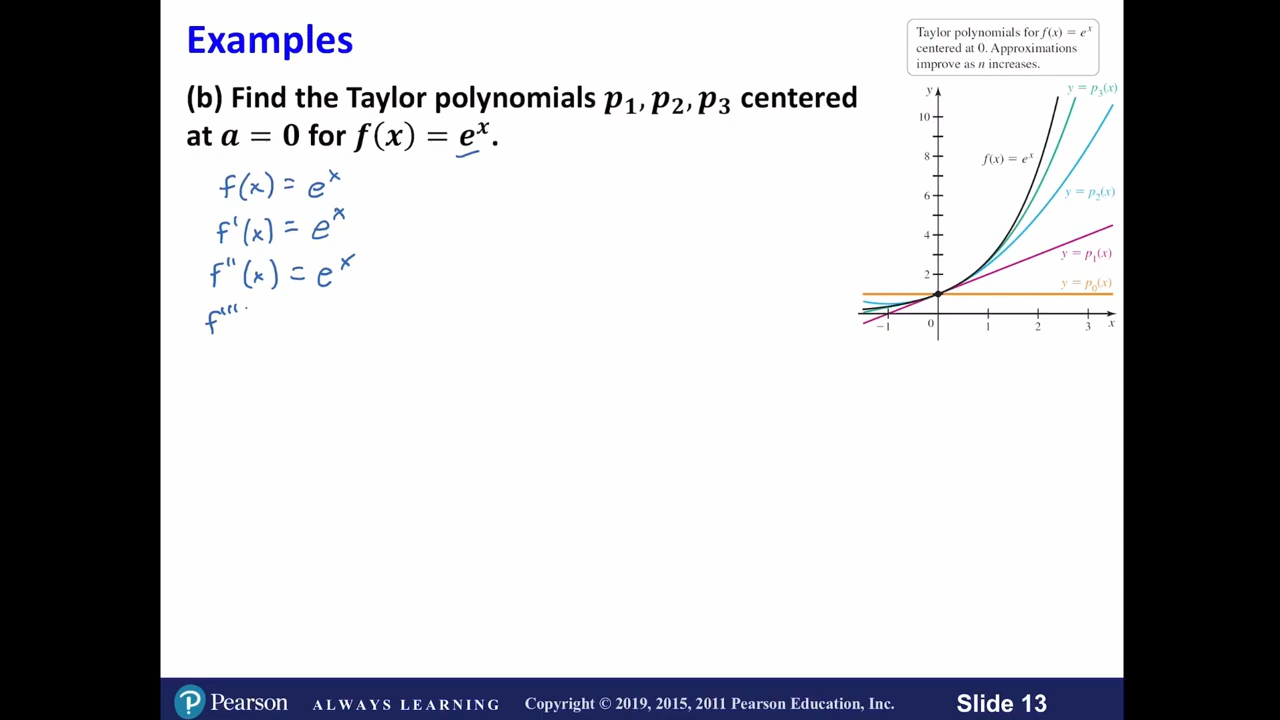 Examples
(b) Find the Taylor polynomials p₁, p₂, p₃ centered
at a = 0 for f(x) = eˣ.
f(x) = eˣ
f'(x) = eˣ
f''(x) = eˣ
f'''
Taylor polynomials for f(x) = eˣ
centered at 0. Approximations
improve as n increases.
y
y = p₃(x)
10
f(x) = eˣ
8
6
y = p₂(x)
4
y = p₁(x)
2
y = p₀(x)
−1 0 1 2 3 x
Pearson ALWAYS LEARNING Copyright © 2019, 2015, 2011 Pearson Education, Inc. Slide 13